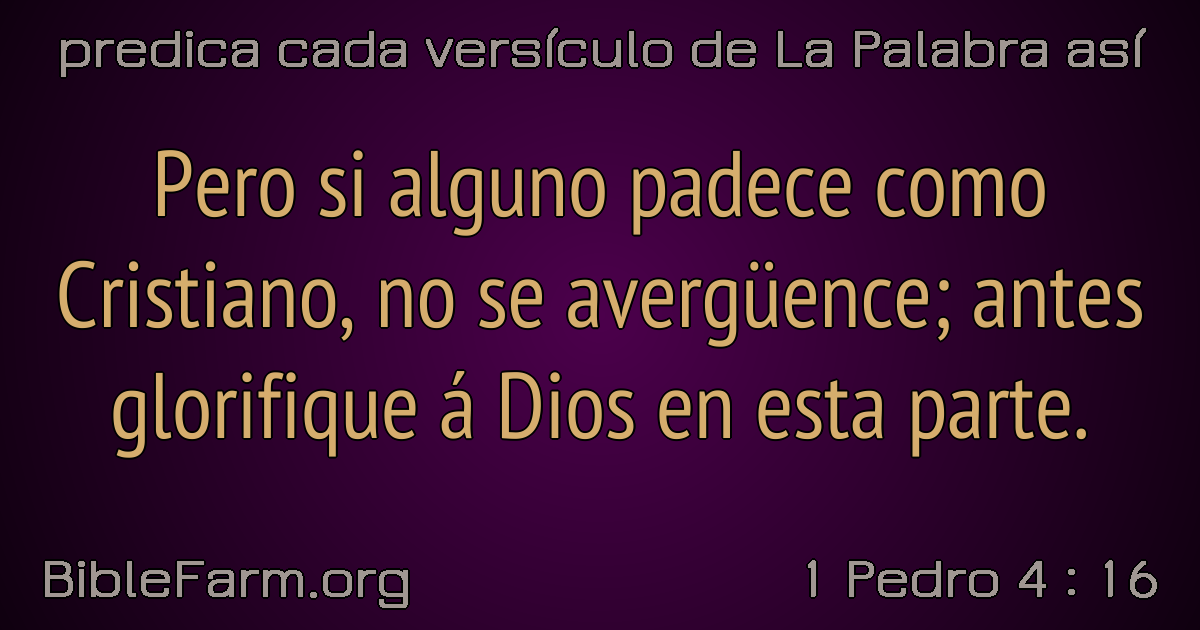 predica cada versículo de La Palabra así
Pero si alguno padece como
Cristiano, no se avergüence; antes
glorifique á Dios en esta parte.
BibleFarm.org
1 Pedro 4 : 16